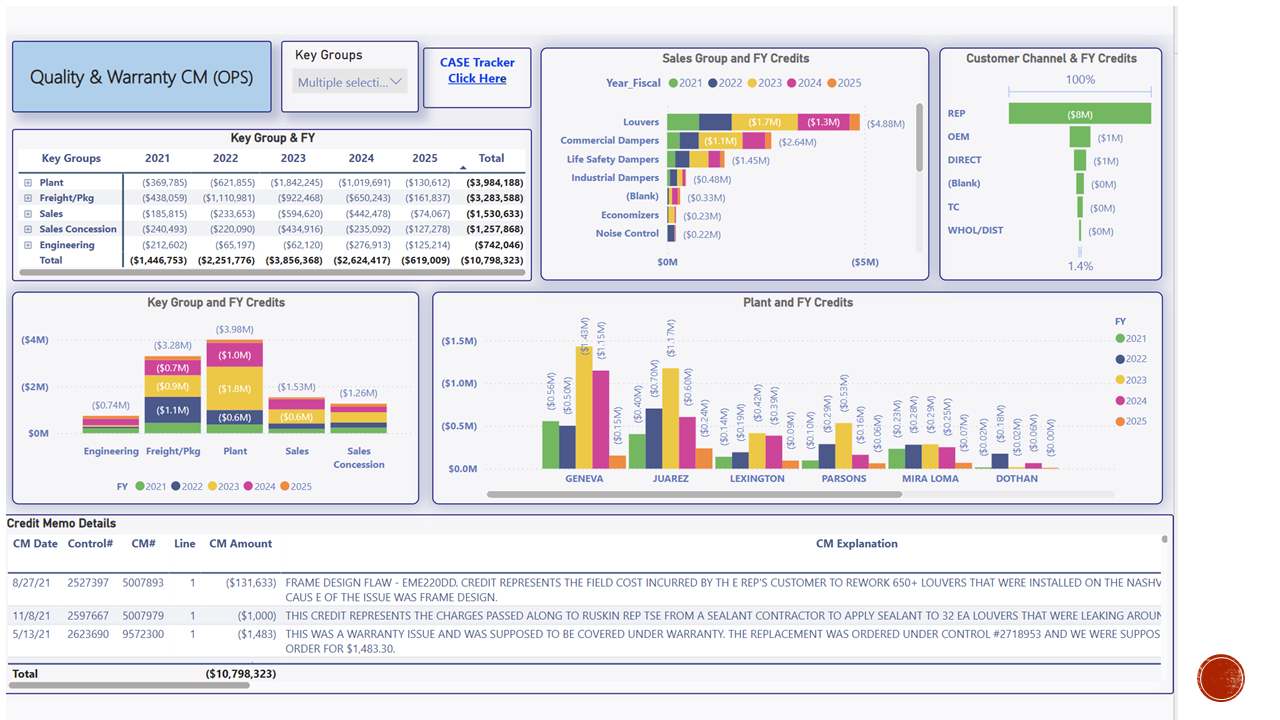 Quality & Warranty CM (OPS)
Key Groups
Multiple selecti...
CASE Tracker
Click Here
Key Group & FY
Key Groups 2021 2022 2023 2024 2025 Total
Plant ($369,785) ($621,855) ($1,842,245) ($1,019,691) ($130,612) ($3,984,188)
Freight/Pkg ($438,059) ($1,110,981) ($922,468) ($650,243) ($161,837) ($3,283,588)
Sales ($185,815) ($233,653) ($594,620) ($442,478) ($74,067) ($1,530,633)
Sales Concession ($240,493) ($220,090) ($434,916) ($235,092) ($127,278) ($1,257,868)
Engineering ($212,602) ($65,197) ($62,120) ($276,913) ($125,214) ($742,046)
Total ($1,446,753) ($2,251,776) ($3,856,368) ($2,624,417) ($619,009) ($10,798,323)
Sales Group and FY Credits
Year_Fiscal 2021 2022 2023 2024 2025
Louvers ($1.7M) ($1.3M) ($4.88M)
Commercial Dampers ($1.1M) ($2.64M)
Life Safety Dampers ($1.45M)
Industrial Dampers ($0.48M)
(Blank) ($0.33M)
Economizers ($0.23M)
Noise Control ($0.22M)
$0M ($5M)
Customer Channel & FY Credits
100%
REP ($8M)
OEM ($1M)
DIRECT ($1M)
(Blank) ($0M)
TC ($0M)
WHOL/DIST ($0M)
1.4%
Key Group and FY Credits
($4M)
($2M)
$0M
($0.74M)
($3.28M)
($0.7M)
($0.9M)
($1.1M)
($3.98M)
($1.0M)
($1.8M)
($0.6M)
($1.53M)
($0.6M)
($1.26M)
Engineering Freight/Pkg Plant Sales Sales Concession
FY 2021 2022 2023 2024 2025
Plant and FY Credits
($1.5M)
($1.0M)
($0.5M)
$0.0M
($0.56M) ($0.50M) ($1.43M) ($1.15M) ($0.15M)
($0.40M) ($0.70M) ($1.17M) ($0.60M) ($0.24M)
($0.14M) ($0.19M) ($0.42M) ($0.39M) ($0.09M)
($0.10M) ($0.29M) ($0.53M) ($0.16M) ($0.06M)
($0.23M) ($0.28M) ($0.29M) ($0.25M) ($0.07M)
($0.02M) ($0.18M) ($0.02M) ($0.06M) ($0.00M)
GENEVA JUAREZ LEXINGTON PARSONS MIRA LOMA DOTHAN
FY
2021
2022
2023
2024
2025
Credit Memo Details
CM Date Control# CM# Line CM Amount CM Explanation
8/27/21 2527397 5007893 1 ($131,633) FRAME DESIGN FLAW - EME220DD. CREDIT REPRESENTS THE FIELD COST INCURRED BY TH E REP'S CUSTOMER TO REWORK 650+ LOUVERS THAT WERE INSTALLED ON THE NASHV
CAUS E OF THE ISSUE WAS FRAME DESIGN.
11/8/21 2597667 5007979 1 ($1,000) THIS CREDIT REPRESENTS THE CHARGES PASSED ALONG TO RUSKIN REP TSE FROM A SEALANT CONTRACTOR TO APPLY SEALANT TO 32 EA LOUVERS THAT WERE LEAKING AROUN
5/13/21 2623690 9572300 1 ($1,483) THIS WAS A WARRANTY ISSUE AND WAS SUPPOSED TO BE COVERED UNDER WARRANTY. THE REPLACEMENT WAS ORDERED UNDER CONTROL #2718953 AND WE WERE SUPPOS
ORDER FOR $1,483.30.
Total ($10,798,323)